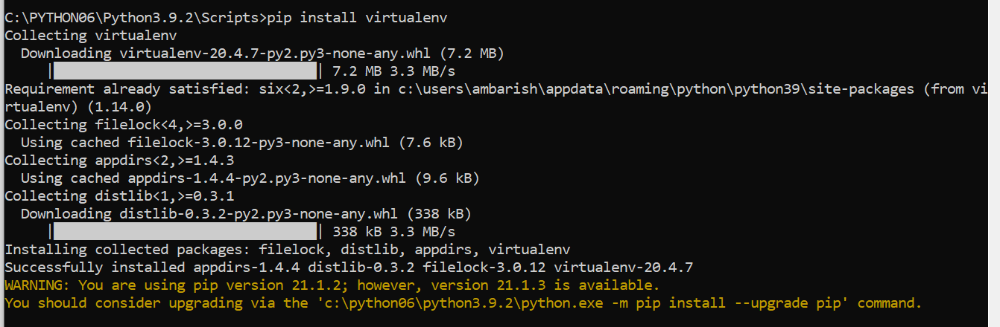 C:\PYTHON06\Python3.9.2\Scripts>pip install virtualenv
Collecting virtualenv
  Downloading virtualenv-20.4.7-py2.py3-none-any.whl (7.2 MB)
     |████████████████████████████████| 7.2 MB 3.3 MB/s
Requirement already satisfied: six<2,>=1.9.0 in c:\users\ambarish\appdata\roaming\python\python39\site-packages (from vi
rtualenv) (1.14.0)
Collecting filelock<4,>=3.0.0
  Using cached filelock-3.0.12-py3-none-any.whl (7.6 kB)
Collecting appdirs<2,>=1.4.3
  Using cached appdirs-1.4.4-py2.py3-none-any.whl (9.6 kB)
Collecting distlib<1,>=0.3.1
  Downloading distlib-0.3.2-py2.py3-none-any.whl (338 kB)
     |████████████████████████████████| 338 kB 3.3 MB/s
Installing collected packages: filelock, distlib, appdirs, virtualenv
Successfully installed appdirs-1.4.4 distlib-0.3.2 filelock-3.0.12 virtualenv-20.4.7
WARNING: You are using pip version 21.1.2; however, version 21.1.3 is available.
You should consider upgrading via the 'c:\python06\python3.9.2\python.exe -m pip install --upgrade pip' command.